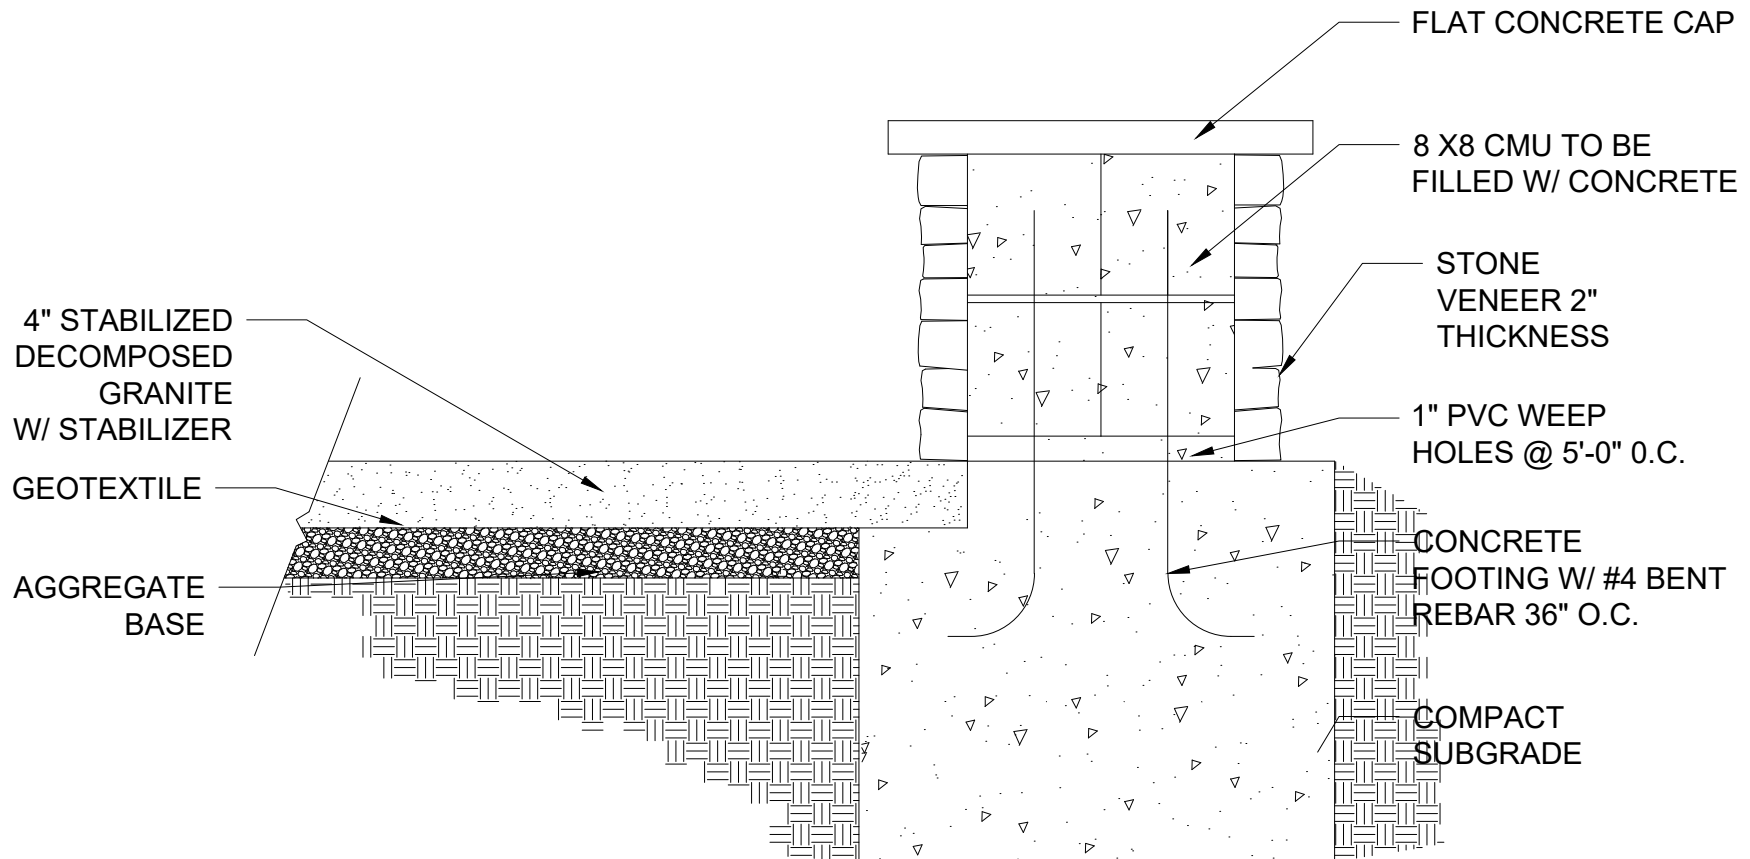 FLAT CONCRETE CAP
8 X8 CMU TO BE
FILLED W/ CONCRETE
STONE
VENEER 2"
THICKNESS
1" PVC WEEP
HOLES @ 5'-0" 0.C.
CONCRETE
FOOTING W/ #4 BENT
REBAR 36" O.C.
COMPACT
SUBGRADE
4" STABILIZED
DECOMPOSED
GRANITE
W/ STABILIZER
GEOTEXTILE
AGGREGATE
BASE